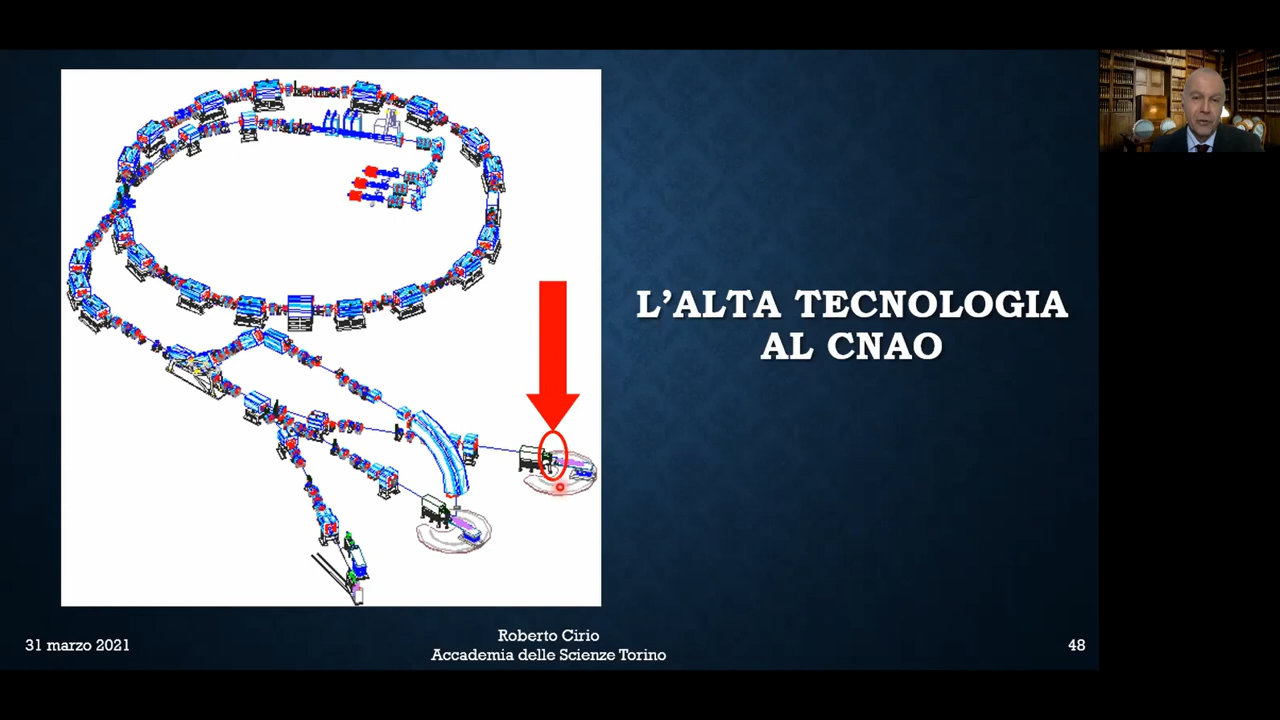 L'ALTA TECNOLOGIA
AL CNAO
31 marzo 2021
Roberto Cirio
Accademia delle Scienze Torino
48